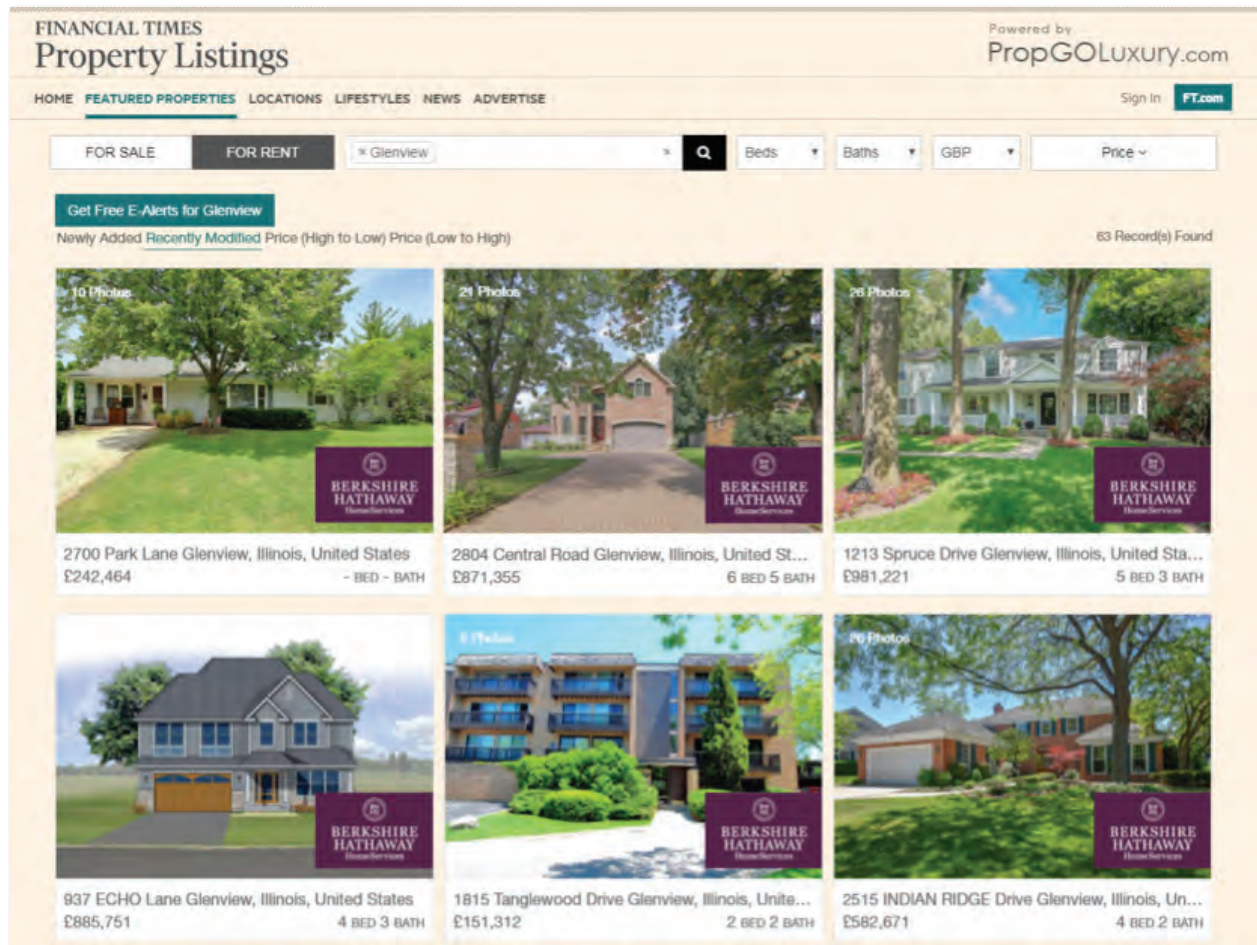 FINANCIAL TIMES
Property Listings
Powered by
PropGOLuxury.com
HOME FEATURED PROPERTIES LOCATIONS LIFESTYLES NEWS ADVERTISE
Sign In FT.com
FOR SALE FOR RENT × Glenview × Beds Baths GBP Price
Get Free E-Alerts for Glenview
Newly Added Recently Modified Price (High to Low) Price (Low to High)
63 Record(s) Found
10 Photos
BERKSHIRE
HATHAWAY
HomeServices
2700 Park Lane Glenview, Illinois, United States
£242,464 - BED - BATH
21 Photos
BERKSHIRE
HATHAWAY
HomeServices
2804 Central Road Glenview, Illinois, United St...
£871,355 6 BED 5 BATH
26 Photos
BERKSHIRE
HATHAWAY
HomeServices
1213 Spruce Drive Glenview, Illinois, United Sta...
£981,221 5 BED 3 BATH
BERKSHIRE
HATHAWAY
HomeServices
937 ECHO Lane Glenview, Illinois, United States
£885,751 4 BED 3 BATH
Photos
BERKSHIRE
HATHAWAY
HomeServices
1815 Tanglewood Drive Glenview, Illinois, Unite...
£151,312 2 BED 2 BATH
26 Photos
BERKSHIRE
HATHAWAY
HomeServices
2515 INDIAN RIDGE Drive Glenview, Illinois, Un...
£582,671 4 BED 2 BATH